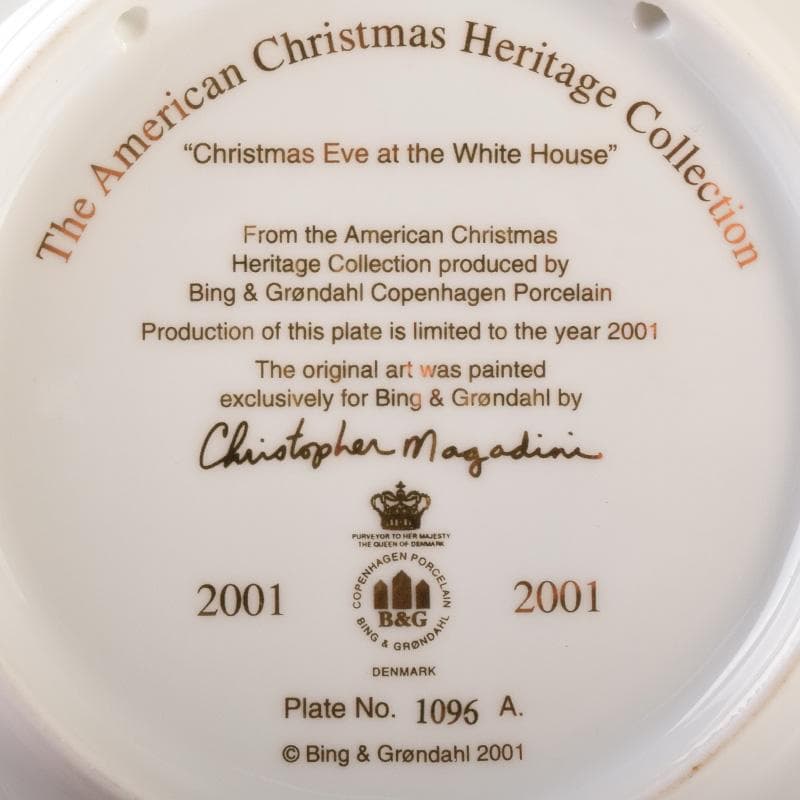 The American Christmas Heritage Collection
“Christmas Eve at the White House”
From the American Christmas
Heritage Collection produced by
Bing & Grøndahl Copenhagen Porcelain
Production of this plate is limited to the year 2001
The original art was painted
exclusively for Bing & Grøndahl by
Christopher Magadini
PURVEYOR TO HER MAJESTY
THE QUEEN OF DENMARK
COPENHAGEN PORCELAIN
B&G
BING & GRØNDAHL
2001 2001
DENMARK
Plate No. 1096 A.
© Bing & Grøndahl 2001